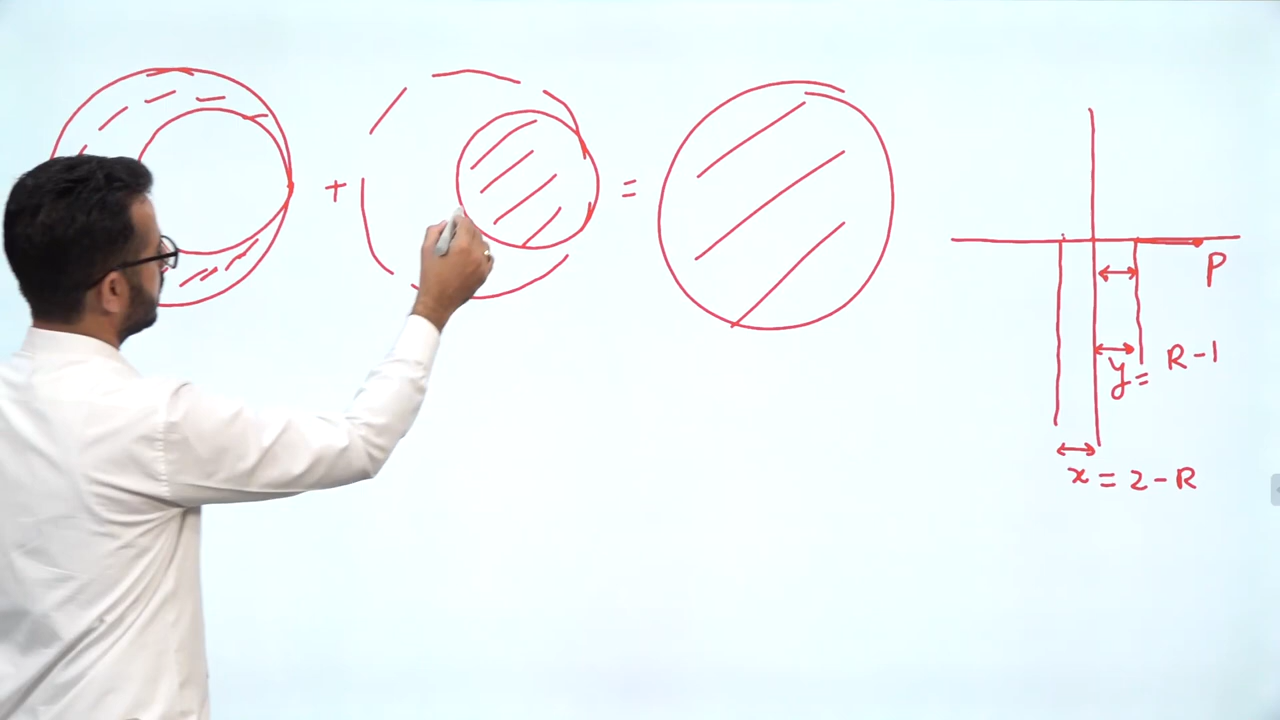 + =
P
y = R - 1
x = 2 - R